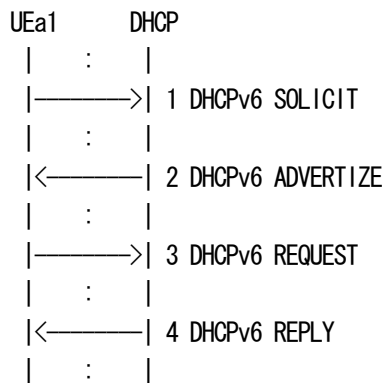 UEa1 DHCP
| : |
|-------->| 1 DHCPv6 SOLICIT
| : |
|<--------| 2 DHCPv6 ADVERTIZE
| : |
|-------->| 3 DHCPv6 REQUEST
| : |
|<--------| 4 DHCPv6 REPLY
| : |